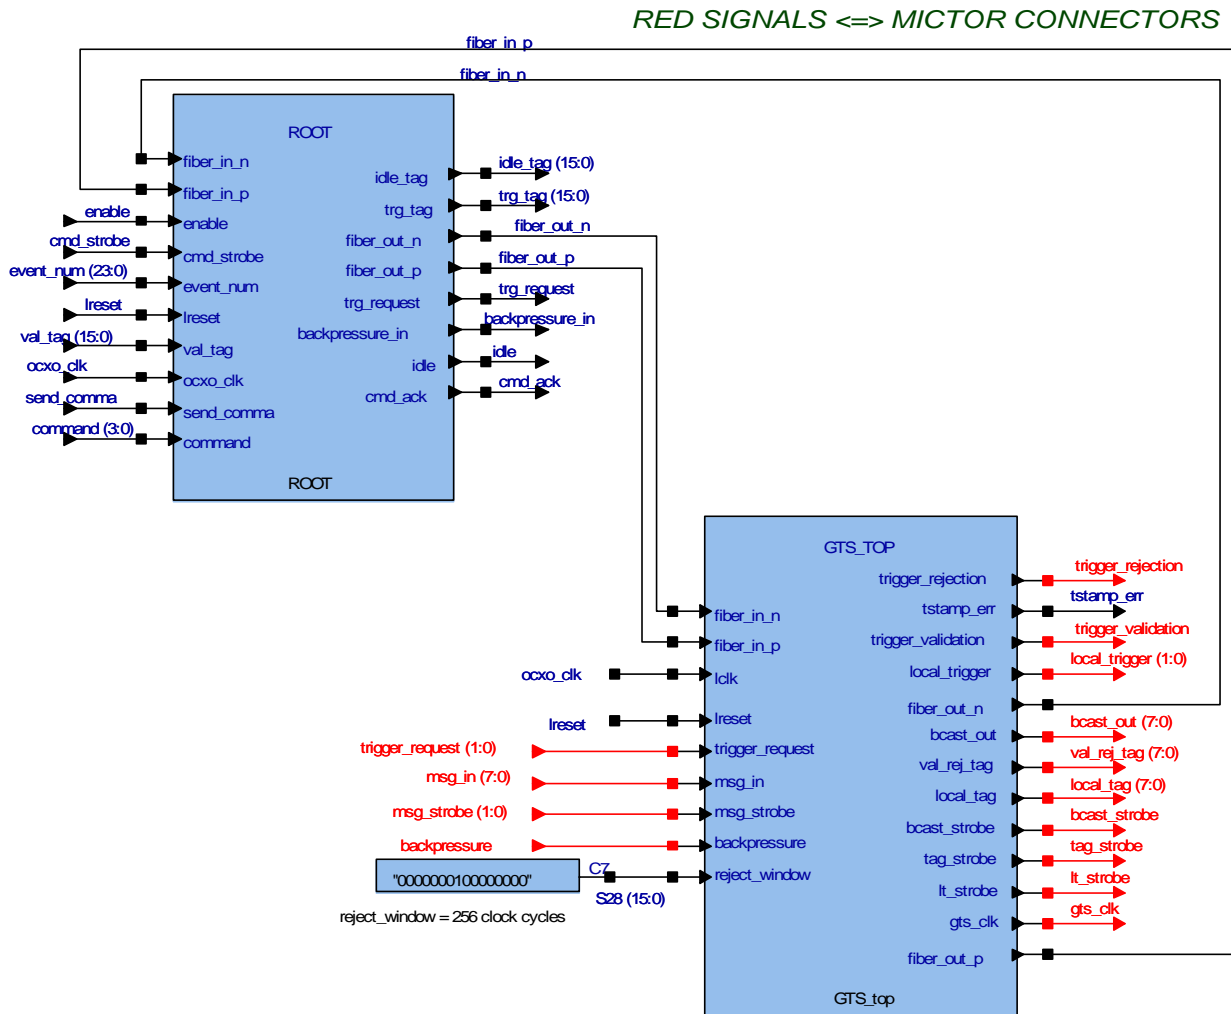 RED SIGNALS <=> MICTOR CONNECTORS
fiber_in_p
fiber_in_n
ROOT
fiber_in_n
fiber_in_p
enable
enable
cmd_strobe
cmd_strobe
event_num (23:0)
event_num
lreset
lreset
val_tag (15:0)
val_tag
ocxo_clk
ocxo_clk
send_comma
send_comma
command (3:0)
command
idle_tag
idle_tag (15:0)
trg_tag
trg_tag (15:0)
fiber_out_n
fiber_out_n
fiber_out_p
fiber_out_p
trg_request
trg_request
backpressure_in
backpressure_in
idle
idle
cmd_ack
cmd_ack
ROOT
GTS_TOP
fiber_in_n
fiber_in_p
ocxo_clk
lclk
lreset
lreset
trigger_request (1:0)
trigger_request
msg_in (7:0)
msg_in
msg_strobe (1:0)
msg_strobe
backpressure
backpressure
"0000000100000000"
C7
S28 (15:0)
reject_window
reject_window = 256 clock cycles
trigger_rejection
trigger_rejection
tstamp_err
tstamp_err
trigger_validation
trigger_validation
local_trigger
local_trigger (1:0)
fiber_out_n
bcast_out
bcast_out (7:0)
val_rej_tag
val_rej_tag (7:0)
local_tag
local_tag (7:0)
bcast_strobe
bcast_strobe
tag_strobe
tag_strobe
lt_strobe
lt_strobe
gts_clk
gts_clk
fiber_out_p
GTS_top